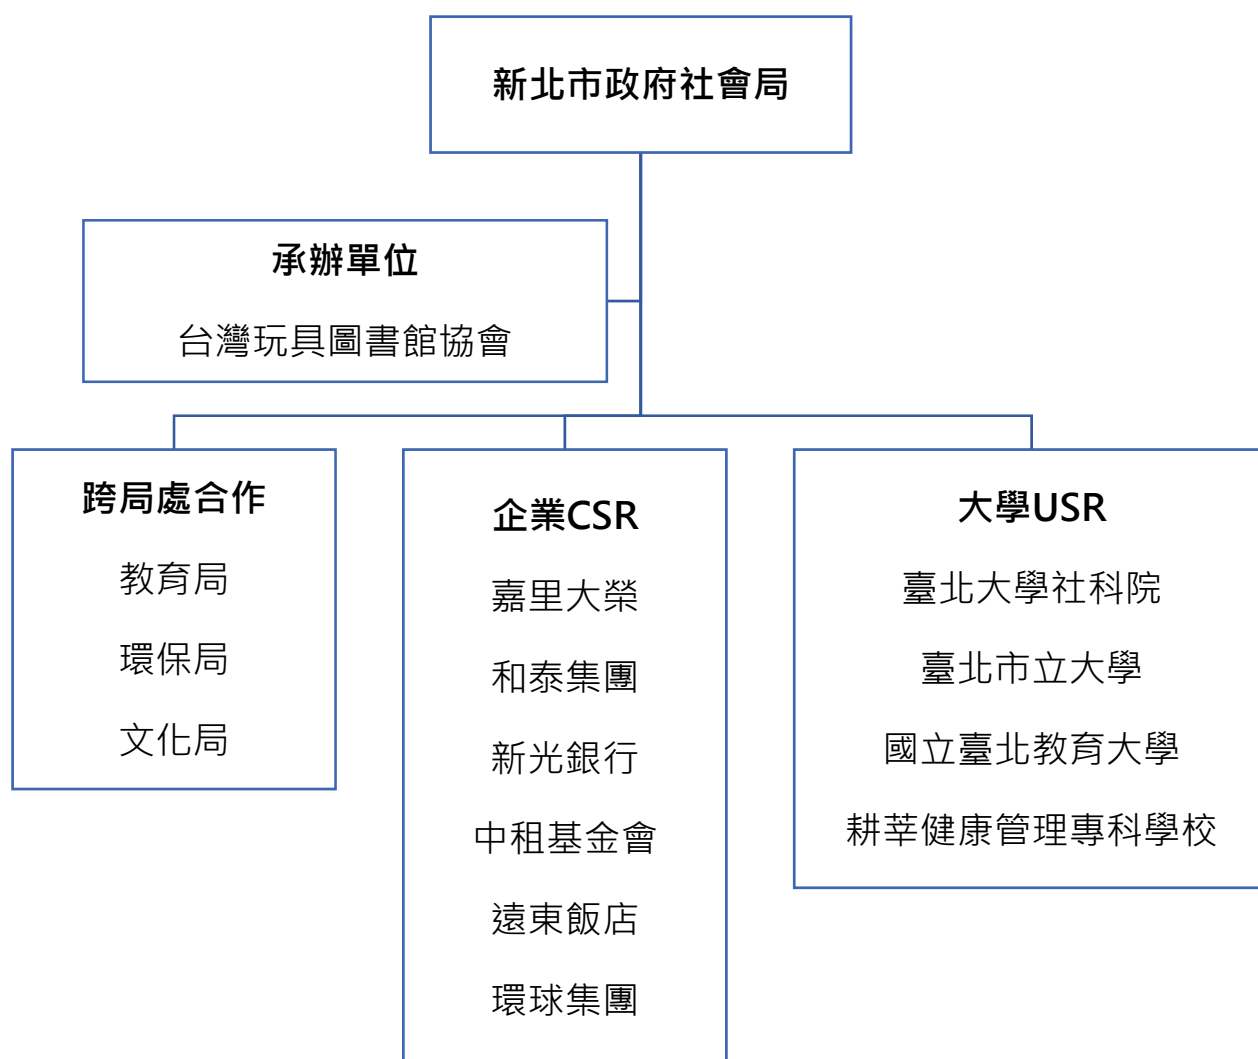 新北市政府社會局
承辦單位
台灣玩具圖書館協會
跨局處合作
教育局
環保局
文化局
企業CSR
嘉里大榮
和泰集團
新光銀行
中租基金會
遠東飯店
環球集團
大學USR
臺北大學社科院
臺北市立大學
國立臺北教育大學
耕莘健康管理專科學校